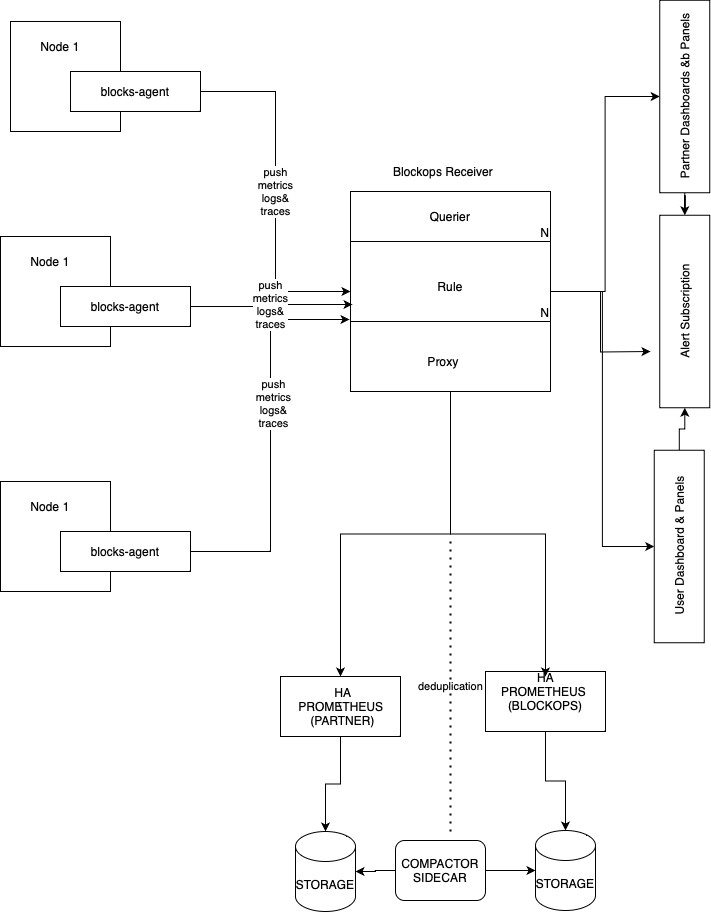 Node 1
blocks-agent
push
metrics
logs&
traces
Partner Dashboards &b Panels
Blockops Receiver
Querier
N
Node 1
blocks-agent
push
metrics
logs&
traces
Rule
N
Alert Subscription
Proxy
push
metrics
logs&
traces
Node 1
blocks-agent
User Dashboard & Panels
HA
PROMETHEUS
(PARTNER)
deduplication
HA
PROMETHEUS
(BLOCKOPS)
STORAGE
COMPACTOR
SIDECAR
STORAGE